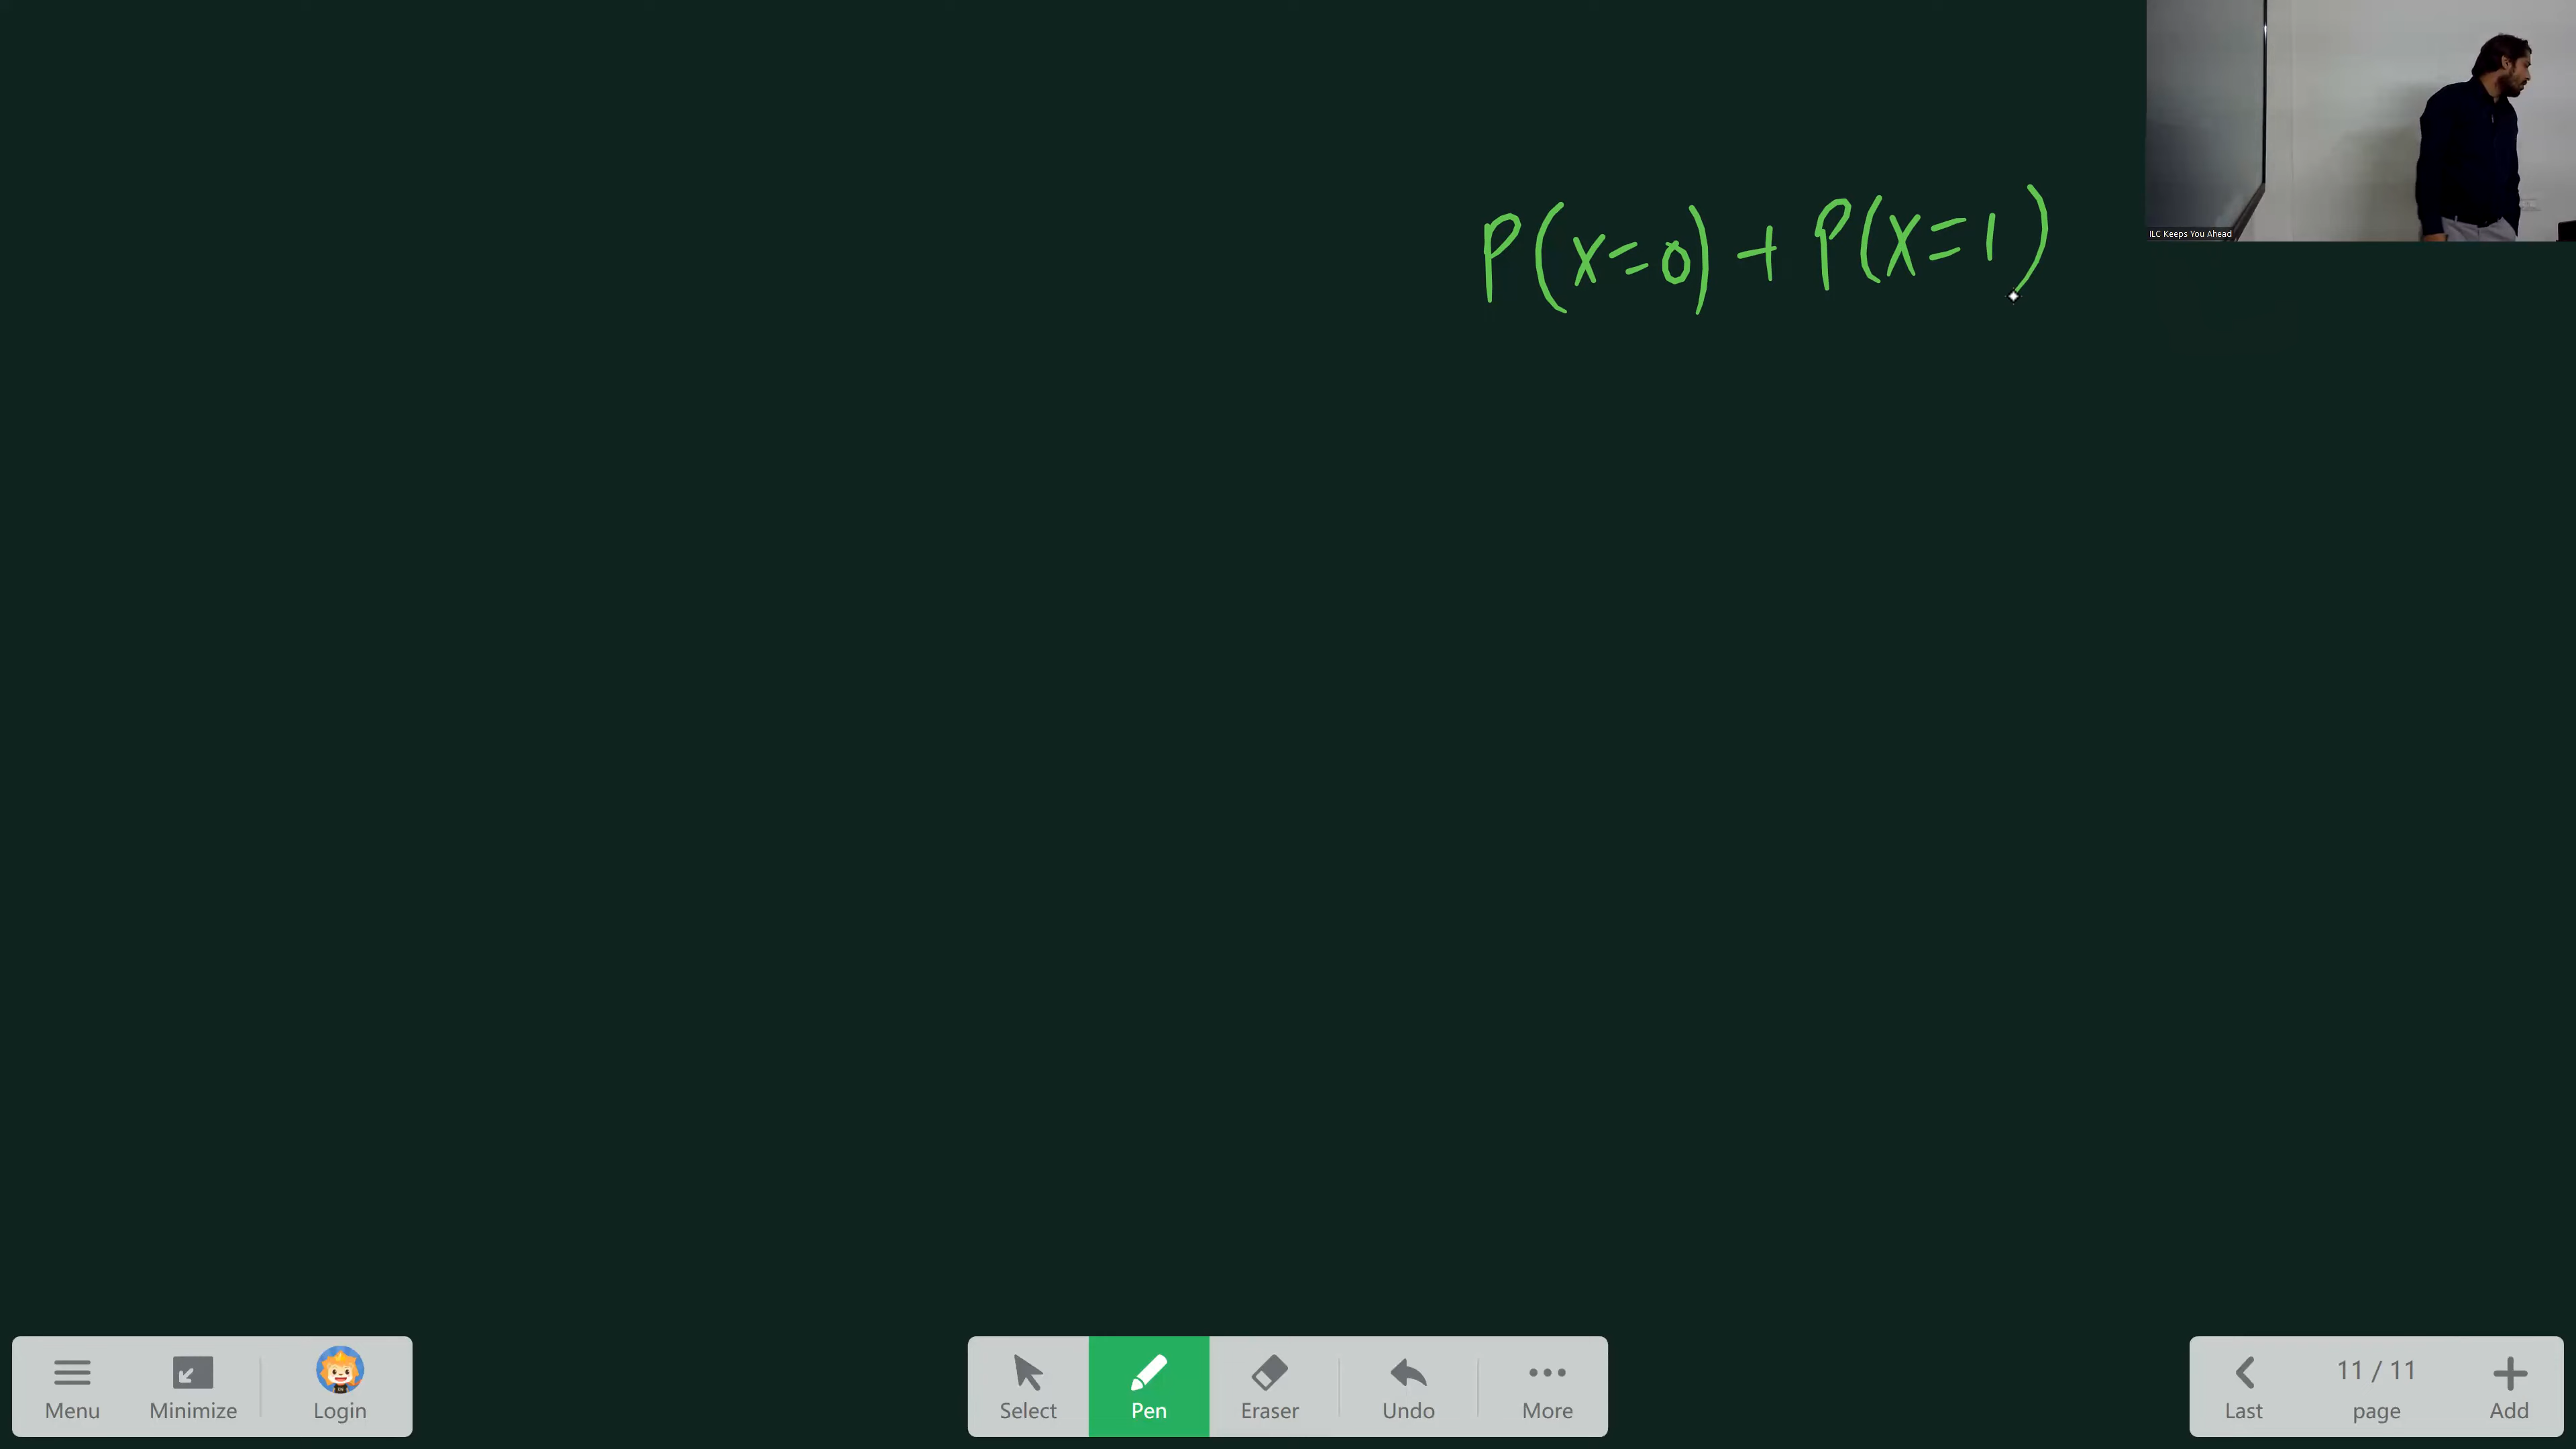 P(x=0) + P(x=1)
ILC Keeps You Ahead
Menu Minimize Login Select Pen Eraser Undo More Last 11 / 11 page Add